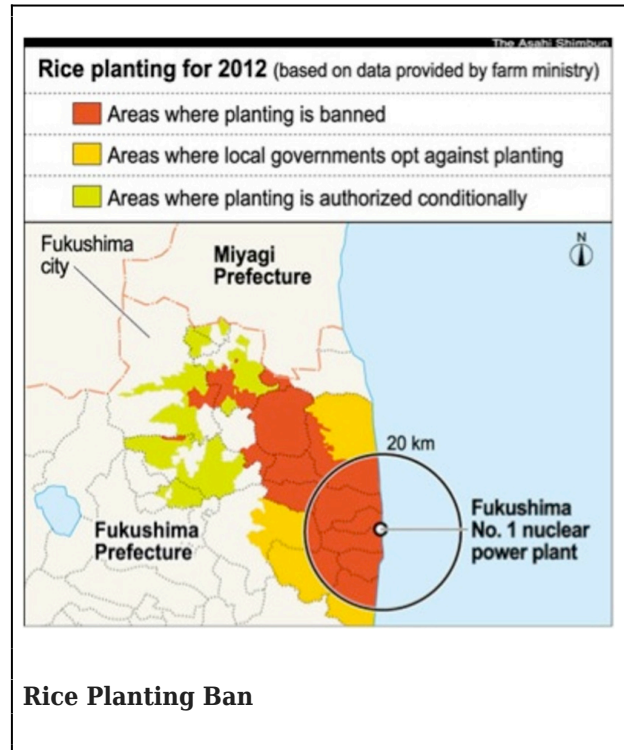 The Asahi Shimbun
Rice planting for 2012 (based on data provided by farm ministry)
Areas where planting is banned
Areas where local governments opt against planting
Areas where planting is authorized conditionally
Fukushima
city
Miyagi
Prefecture
N
20 km
Fukushima
No. 1 nuclear
power plant
Fukushima
Prefecture
Rice Planting Ban